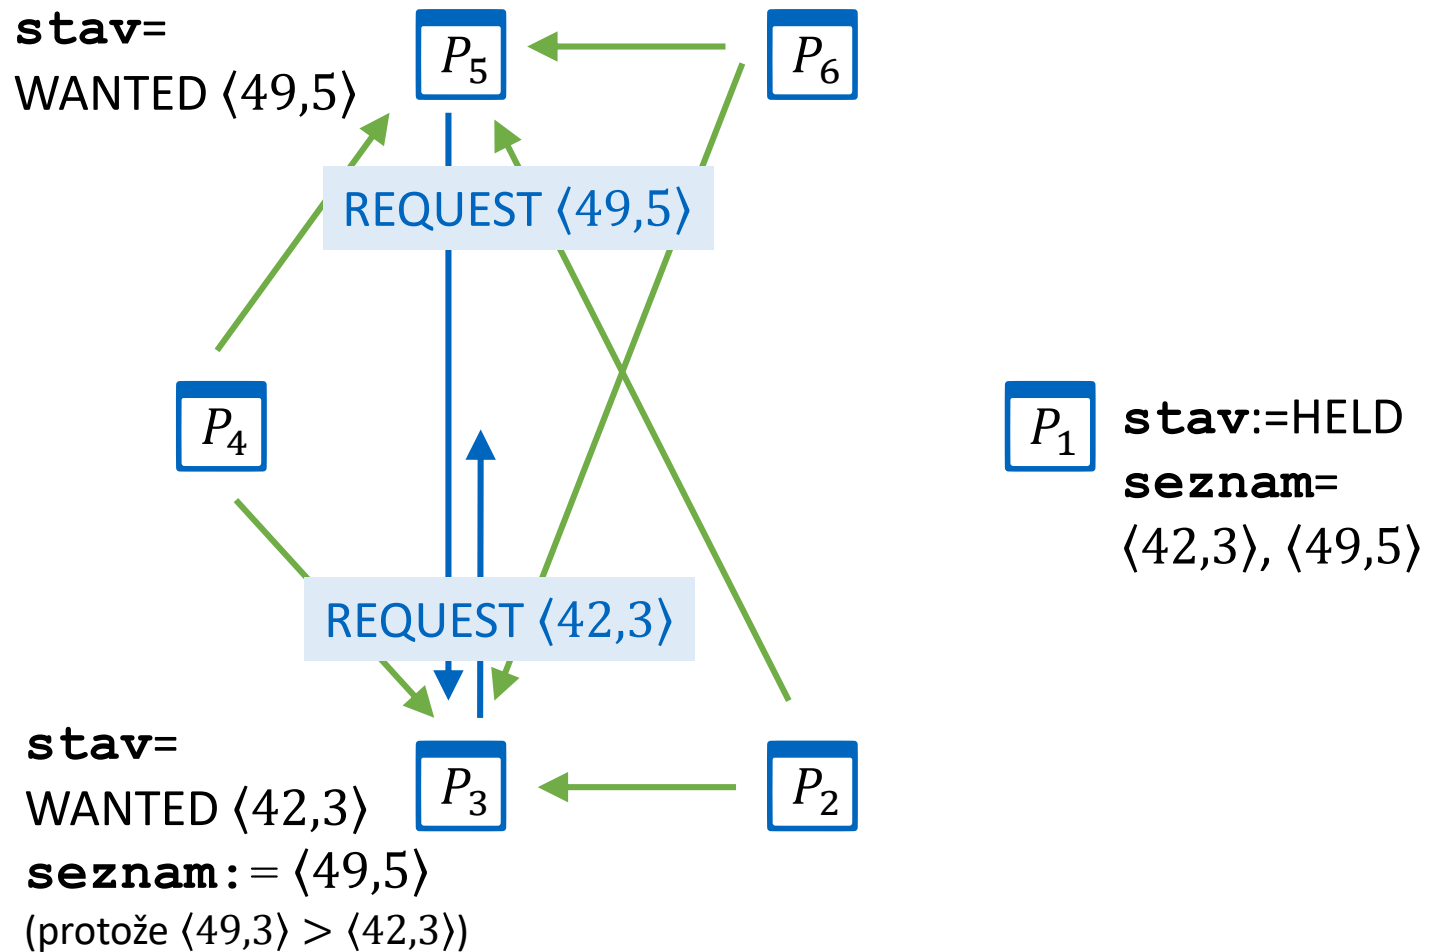 stav=
WANTED ⟨49,5⟩
P5
P6
REQUEST ⟨49,5⟩
P4
P1
stav:=HELD
seznam=
⟨42,3⟩, ⟨49,5⟩
REQUEST ⟨42,3⟩
stav=
WANTED ⟨42,3⟩
seznam:= ⟨49,5⟩
(protože ⟨49,3⟩ > ⟨42,3⟩)
P3
P2